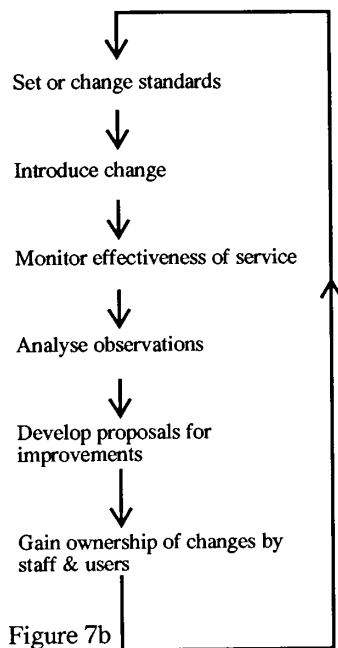 Set or change standards
Introduce change
Monitor effectiveness of service
Analyse observations
Develop proposals for
improvements
Gain ownership of changes by
staff & users
Figure 7b